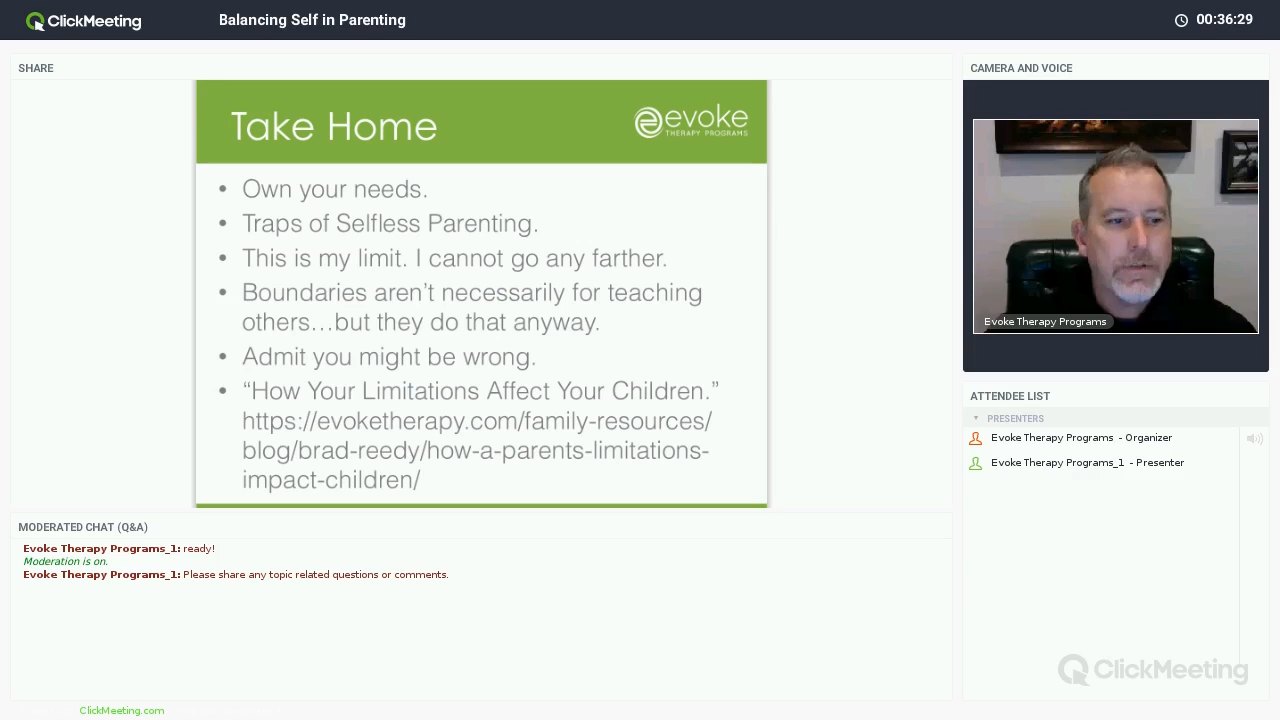 ClickMeeting
Balancing Self in Parenting
00:36:29
SHARE
Take Home
evoke
THERAPY PROGRAMS
• Own your needs.
• Traps of Selfless Parenting.
• This is my limit. I cannot go any farther.
• Boundaries aren’t necessarily for teaching
others…but they do that anyway.
• Admit you might be wrong.
• “How Your Limitations Affect Your Children.”
https://evoketherapy.com/family-resources/
blog/brad-reedy/how-a-parents-limitations-
impact-children/
CAMERA AND VOICE
Evoke Therapy Programs
ATTENDEE LIST
PRESENTERS
Evoke Therapy Programs - Organizer
Evoke Therapy Programs_1 - Presenter
ClickMeeting
MODERATED CHAT (Q&A)
Evoke Therapy Programs_1: ready!
Moderation is on.
Evoke Therapy Programs_1: Please share any topic related questions or comments.
ClickMeeting.com